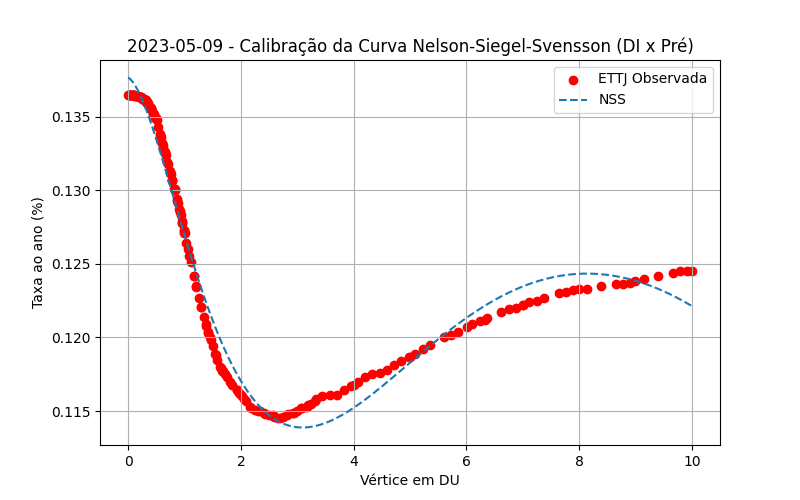 2023-05-09 - Calibração da Curva Nelson-Siegel-Svensson (DI x Pré)
ETTJ Observada
NSS
Taxa ao ano (%)
0.135
0.130
0.125
0.120
0.115
0 2 4 6 8 10
Vértice em DU